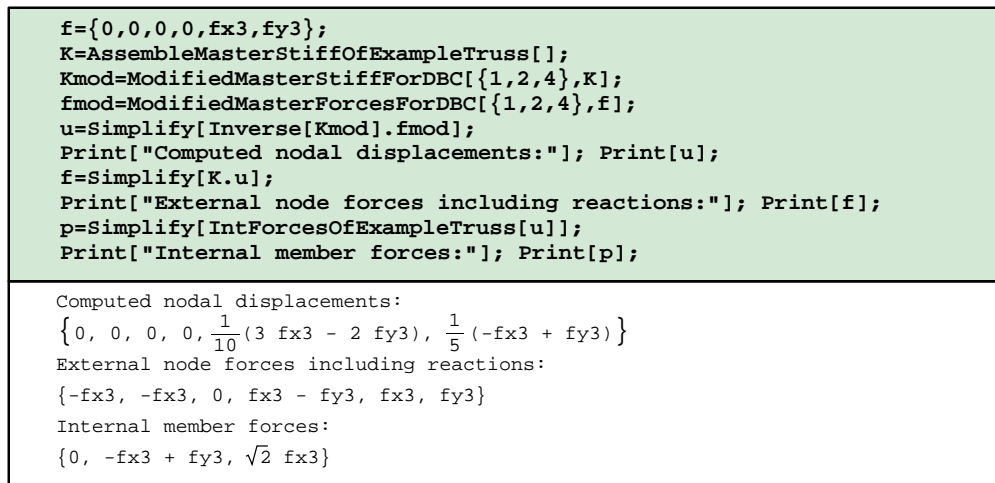 f={0,0,0,0,fx3,fy3};
K=AssembleMasterStiffOfExampleTruss[];
Kmod=ModifiedMasterStiffForDBC[{1,2,4},K];
fmod=ModifiedMasterForcesForDBC[{1,2,4},f];
u=Simplify[Inverse[Kmod].fmod];
Print["Computed nodal displacements:"]; Print[u];
f=Simplify[K.u];
Print["External node forces including reactions:"]; Print[f];
p=Simplify[IntForcesOfExampleTruss[u]];
Print["Internal member forces:"]; Print[p];
Computed nodal displacements:
{0, 0, 0, 0, 1/10 (3 fx3 - 2 fy3), 1/5 (-fx3 + fy3)}
External node forces including reactions:
{-fx3, -fx3, 0, fx3 - fy3, fx3, fy3}
Internal member forces:
{0, -fx3 + fy3, √2 fx3}